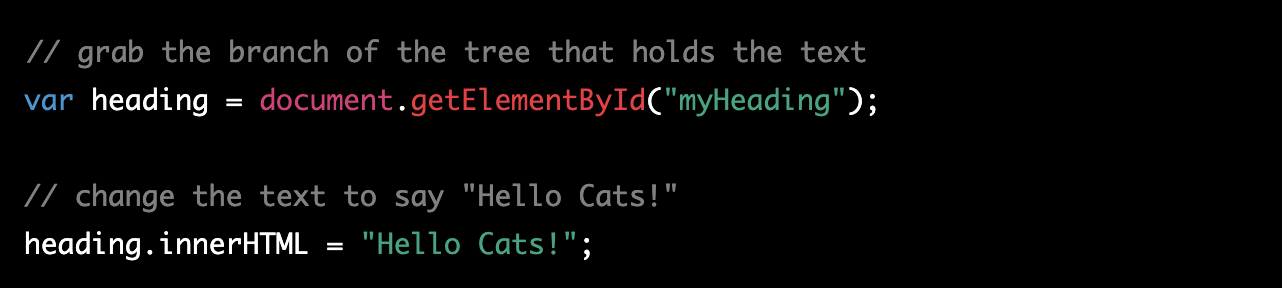 // grab the branch of the tree that holds the text
var heading = document.getElementById("myHeading");
// change the text to say "Hello Cats!"
heading.innerHTML = "Hello Cats!";